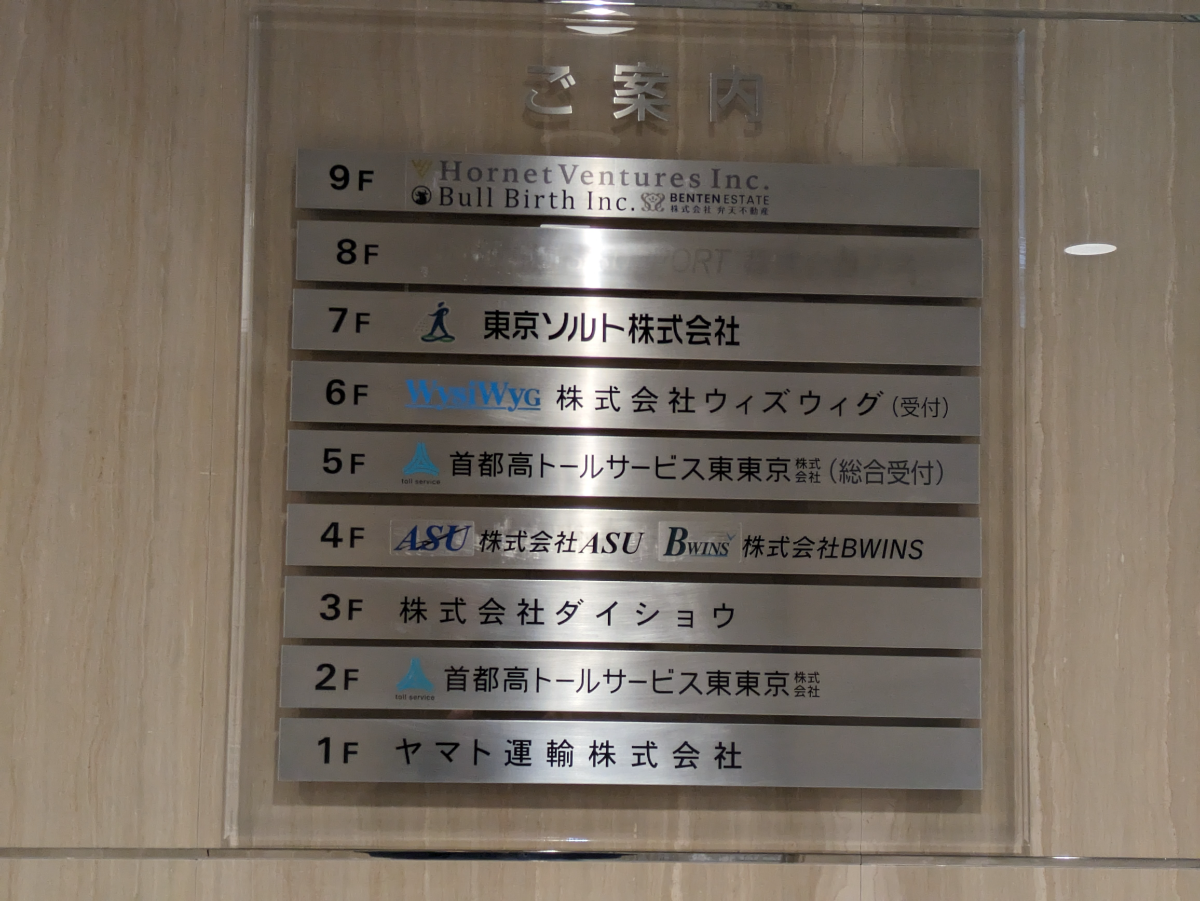 ご案内
9F Hornet Ventures Inc.
Bull Birth Inc. BENTEN ESTATE 株式会社 弁天不動産
8F PORT
7F 東京ソルト株式会社
6F WysiWyG 株式会社ウィズウィグ(受付)
5F toll service 首都高トールサービス東東京株式会社(総合受付)
4F ASU 株式会社ASU BWINS 株式会社BWINS
3F 株式会社ダイショウ
2F toll service 首都高トールサービス東東京株式会社
1F ヤマト運輸株式会社